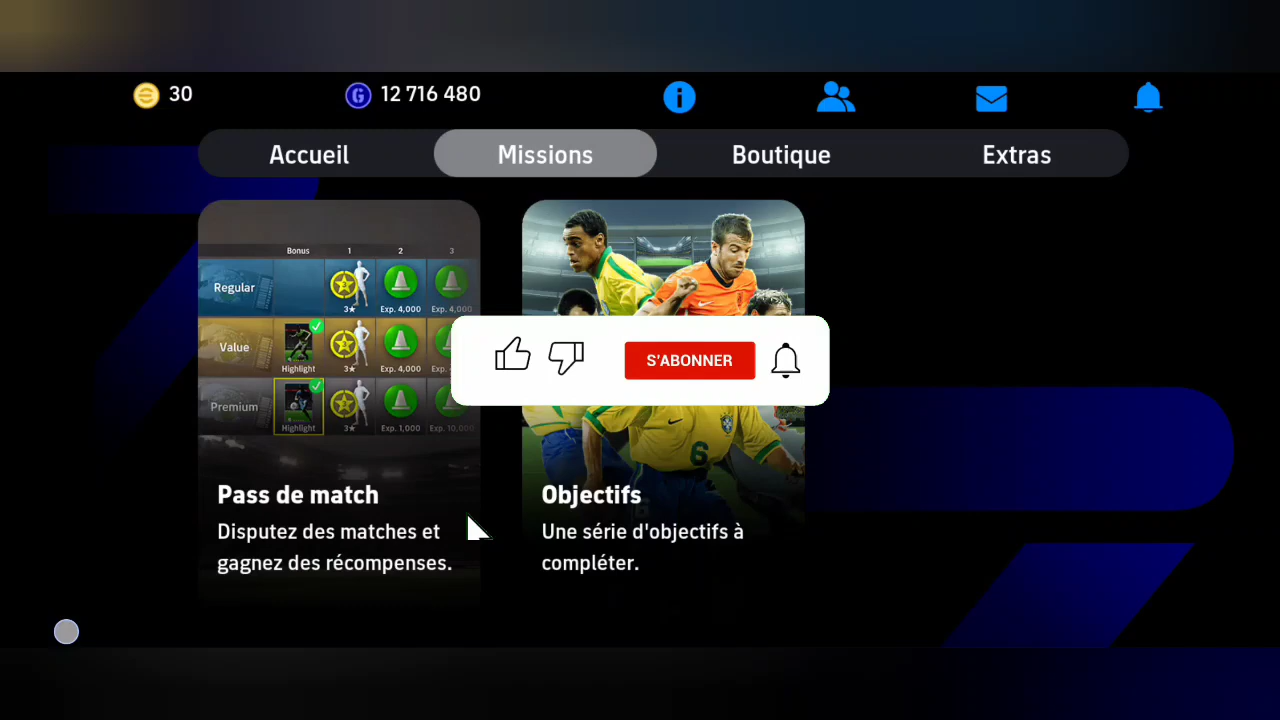 30
12 716 480
Accueil
Missions
Boutique
Extras
Bonus 1 2 3
Regular
3★ Exp. 4,000 Exp. 4,000
Value
Highlight 3★ Exp. 4,000
Premium
Highlight 3★ Exp. 1,000 Exp. 10,000
S'ABONNER
6
Pass de match
Disputez des matches et
gagnez des récompenses.
Objectifs
Une série d'objectifs à
compléter.